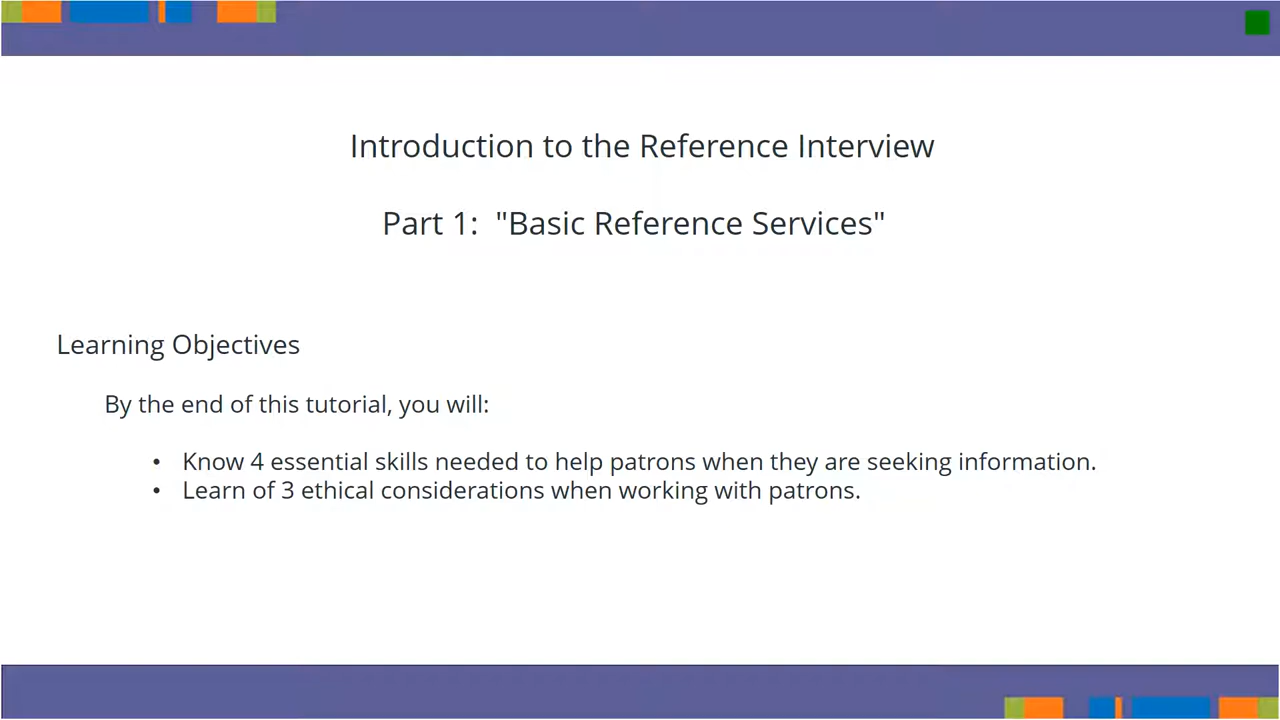 Introduction to the Reference Interview
Part 1:  "Basic Reference Services"
Learning Objectives
By the end of this tutorial, you will:
• Know 4 essential skills needed to help patrons when they are seeking information.
• Learn of 3 ethical considerations when working with patrons.